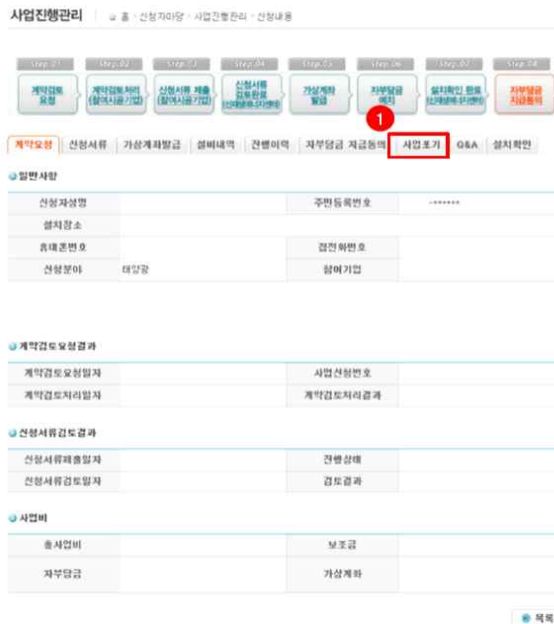 사업진행관리 홈 > 신청자마당 > 사업진행관리 > 신청내용
Step.01 Step.02 Step.03 Step.04 Step.05 Step.06 Step.07 Step.08
계약검토 요청 계약검토처리 (참여시공기업) 신청서류 제출 (참여시공기업) 신청서류 검토완료 (신재생에너지센터) 가상계좌 발급 자부담금 예치 설치확인 완료 (신재생에너지센터) 자부담금 지급동의
1
계약요청 신청서류 가상계좌발급 설비내역 진행이력 자부담금 지급동의 사업포기 Q&A 설치확인
일반사항
신청자성명 주민등록번호 -******
설치장소
휴대폰번호 집전화번호
신청분야 태양광 참여기업
계약검토요청결과
계약검토요청일자 사업신청번호
계약검토처리일자 계약검토처리결과
신청서류검토결과
신청서류제출일자 진행상태
신청서류검토일자 검토결과
사업비
총사업비 보조금
자부담금 가상계좌
목록